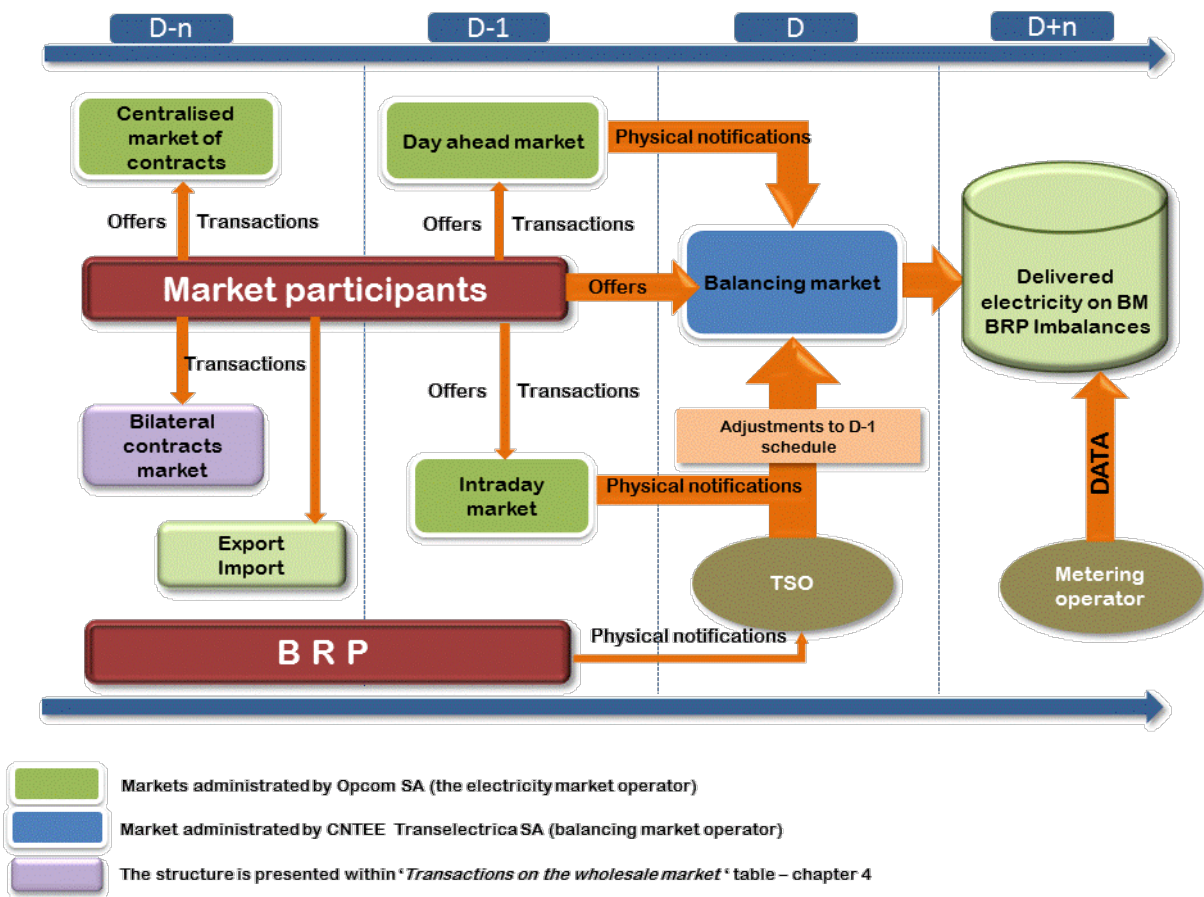 D-n
D-1
D
D+n
Centralised
market of
contracts
Day ahead market
Physical notifications
Offers
Transactions
Offers
Transactions
Market participants
Offers
Balancing market
Delivered
electricity on BM
BRP Imbalances
Transactions
Offers
Transactions
Bilateral
contracts
market
Adjustments to D-1
schedule
Intraday
market
Physical notifications
DATA
Export
Import
TSO
Metering
operator
B R P
Physical notifications
Markets administrated by Opcom SA (the electricity market operator)
Market administrated by CNTEE Transelectrica SA (balancing market operator)
The structure is presented within ‘Transactions on the wholesale market ‘ table – chapter 4